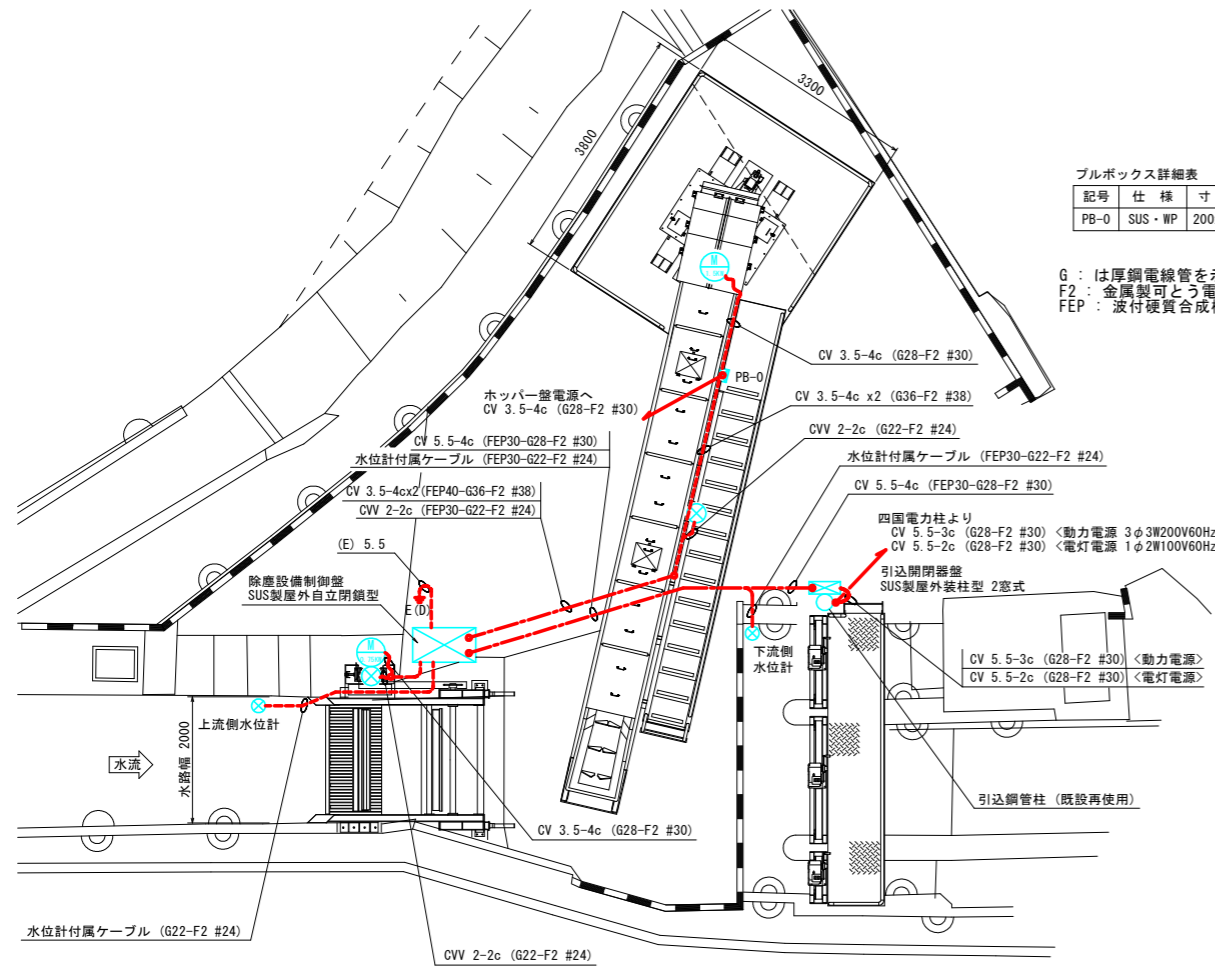 3300
3800
プルボックス詳細表
記号 仕 様 寸
PB-0 SUS・WP 200
G : は厚鋼電線管を
F2 : 金属製可とう電
FEP : 波付硬質合成
M
CV 3.5-4c (G28-F2 #30)
PB-0
ホッパー盤電源へ
CV 3.5-4c (G28-F2 #30)
CV 3.5-4c x2 (G36-F2 #38)
CVV 2-2c (G22-F2 #24)
CV 5.5-4c (FEP30-G28-F2 #30)
水位計付属ケーブル (FEP30-G22-F2 #24)
水位計付属ケーブル (FEP30-G22-F2 #24)
CV 5.5-4c (FEP30-G28-F2 #30)
CV 3.5-4cx2(FEP40-G36-F2 #38)
CVV 2-2c (FEP30-G22-F2 #24)
四国電力柱より
CV 5.5-3c (G28-F2 #30) <動力電源 3φ3W200V60Hz
CV 5.5-2c (G28-F2 #30) <電灯電源 1φ2W100V60Hz
(E) 5.5
引込開閉器盤
SUS製屋外装柱型 2窓式
除塵設備制御盤
SUS製屋外自立閉鎖型
E(D)
M
下流側
水位計
CV 5.5-3c (G28-F2 #30) <動力電源>
CV 5.5-2c (G28-F2 #30) <電灯電源>
上流側水位計
水流
水路幅 2000
引込鋼管柱 (既設再使用)
CV 3.5-4c (G28-F2 #30)
水位計付属ケーブル (G22-F2 #24)
CVV 2-2c (G22-F2 #24)